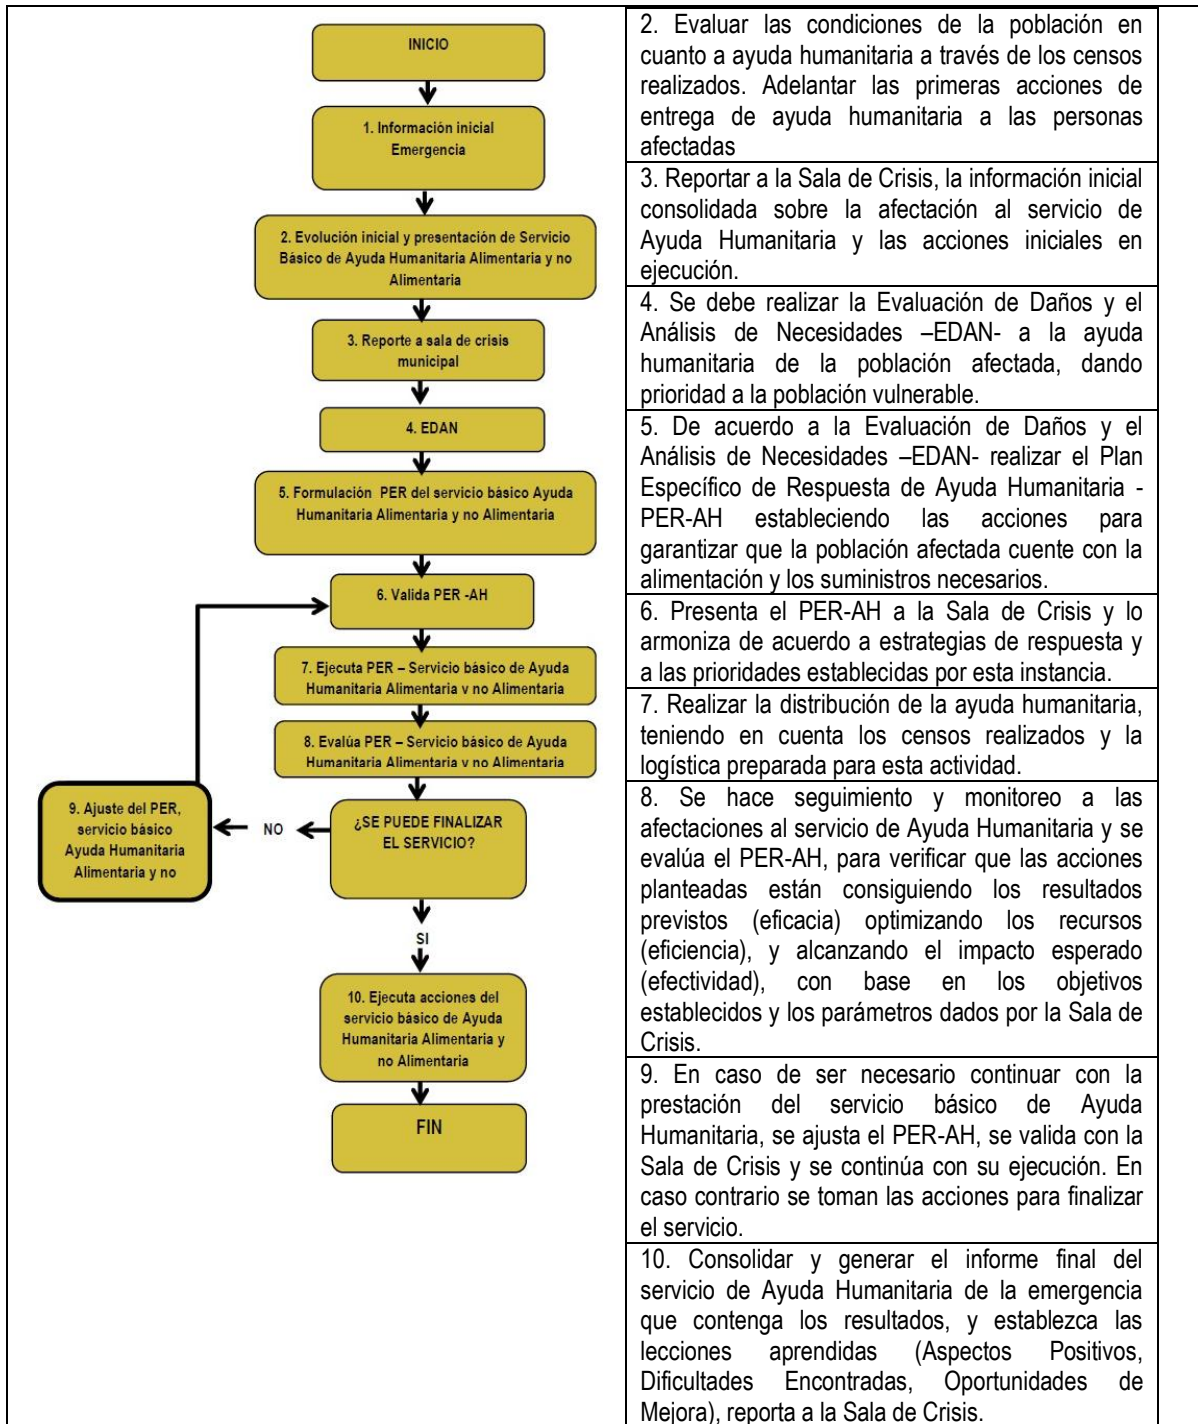 INICIO
1. Información inicial
Emergencia
2. Evolución inicial y presentación de Servicio
Básico de Ayuda Humanitaria Alimentaria y no
Alimentaria
3. Reporte a sala de crisis
municipal
4. EDAN
5. Formulación PER del servicio básico Ayuda
Humanitaria Alimentaria y no Alimentaria
6. Valida PER -AH
7. Ejecuta PER – Servicio básico de Ayuda
Humanitaria Alimentaria y no Alimentaria
8. Evalúa PER – Servicio básico de Ayuda
Humanitaria Alimentaria y no Alimentaria
¿SE PUEDE FINALIZAR
EL SERVICIO?
NO
9. Ajuste del PER,
servicio básico
Ayuda Humanitaria
Alimentaria y no
SI
10. Ejecuta acciones del
servicio básico de Ayuda
Humanitaria Alimentaria y
no Alimentaria
FIN
2. Evaluar las condiciones de la población en
cuanto a ayuda humanitaria a través de los censos
realizados. Adelantar las primeras acciones de
entrega de ayuda humanitaria a las personas
afectadas
3. Reportar a la Sala de Crisis, la información inicial
consolidada sobre la afectación al servicio de
Ayuda Humanitaria y las acciones iniciales en
ejecución.
4. Se debe realizar la Evaluación de Daños y el
Análisis de Necesidades –EDAN- a la ayuda
humanitaria de la población afectada, dando
prioridad a la población vulnerable.
5. De acuerdo a la Evaluación de Daños y el
Análisis de Necesidades –EDAN- realizar el Plan
Específico de Respuesta de Ayuda Humanitaria -
PER-AH estableciendo las acciones para
garantizar que la población afectada cuente con la
alimentación y los suministros necesarios.
6. Presenta el PER-AH a la Sala de Crisis y lo
armoniza de acuerdo a estrategias de respuesta y
a las prioridades establecidas por esta instancia.
7. Realizar la distribución de la ayuda humanitaria,
teniendo en cuenta los censos realizados y la
logística preparada para esta actividad.
8. Se hace seguimiento y monitoreo a las
afectaciones al servicio de Ayuda Humanitaria y se
evalúa el PER-AH, para verificar que las acciones
planteadas están consiguiendo los resultados
previstos (eficacia) optimizando los recursos
(eficiencia), y alcanzando el impacto esperado
(efectividad), con base en los objetivos
establecidos y los parámetros dados por la Sala de
Crisis.
9. En caso de ser necesario continuar con la
prestación del servicio básico de Ayuda
Humanitaria, se ajusta el PER-AH, se valida con la
Sala de Crisis y se continúa con su ejecución. En
caso contrario se toman las acciones para finalizar
el servicio.
10. Consolidar y generar el informe final del
servicio de Ayuda Humanitaria de la emergencia
que contenga los resultados, y establezca las
lecciones aprendidas (Aspectos Positivos,
Dificultades Encontradas, Oportunidades de
Mejora), reporta a la Sala de Crisis.